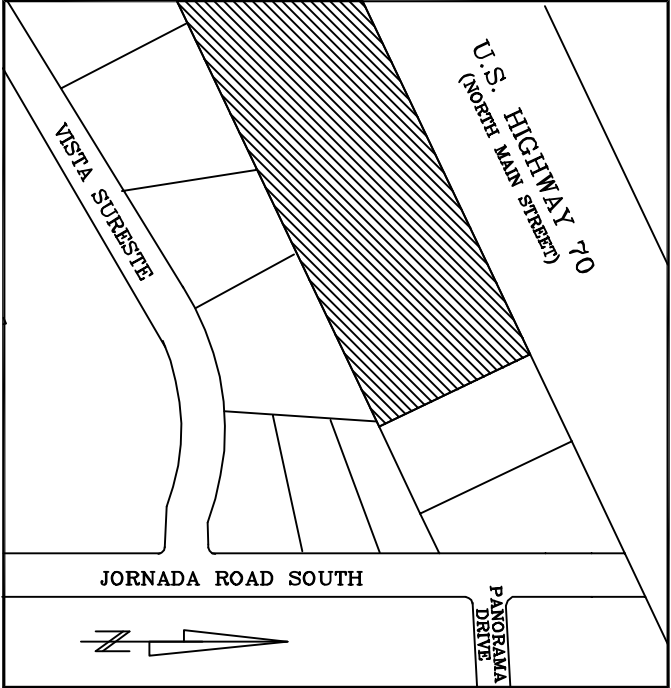 U.S. HIGHWAY 70
(NORTH MAIN STREET)
VISTA SURESTE
JORNADA ROAD SOUTH
PANORAMA
DRIVE
N